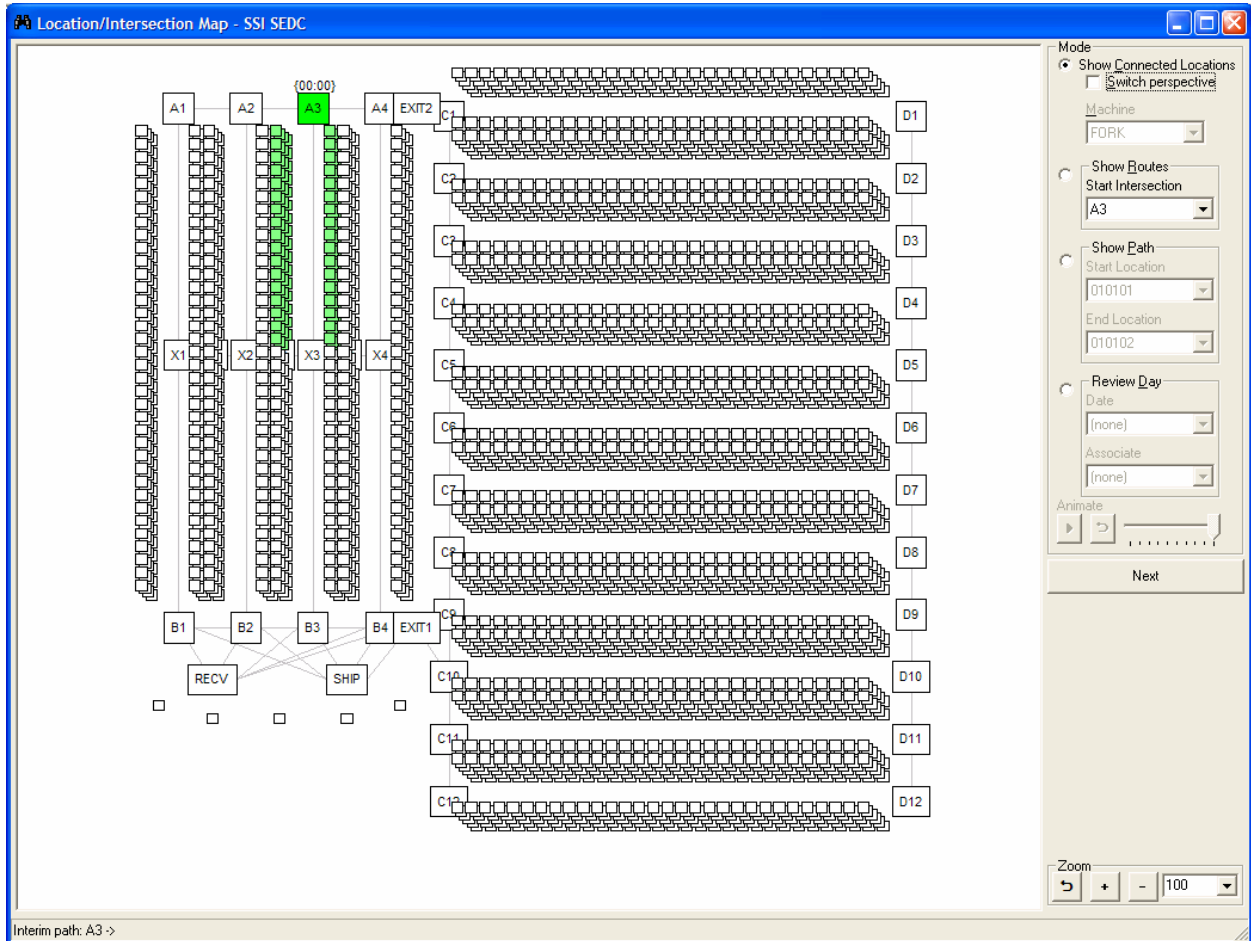 Location/Intersection Map - SSI SEDC
{00:00}
A1
A2
A3
A4
EXIT2
C1
D1
C2
D2
C3
D3
C4
D4
X1
X2
X3
X4
C5
D5
C6
D6
C7
D7
C8
D8
B1
B2
B3
B4
EXIT1
C9
D9
RECV
SHIP
C10
D10
C11
D11
C12
D12
Mode
Show Connected Locations
Switch perspective
Machine
FORK
Show Routes
Start Intersection
A3
Show Path
Start Location
010101
End Location
010102
Review Day
Date
(none)
Associate
(none)
Animate
Next
Zoom
+
-
100
Interim path: A3 ->